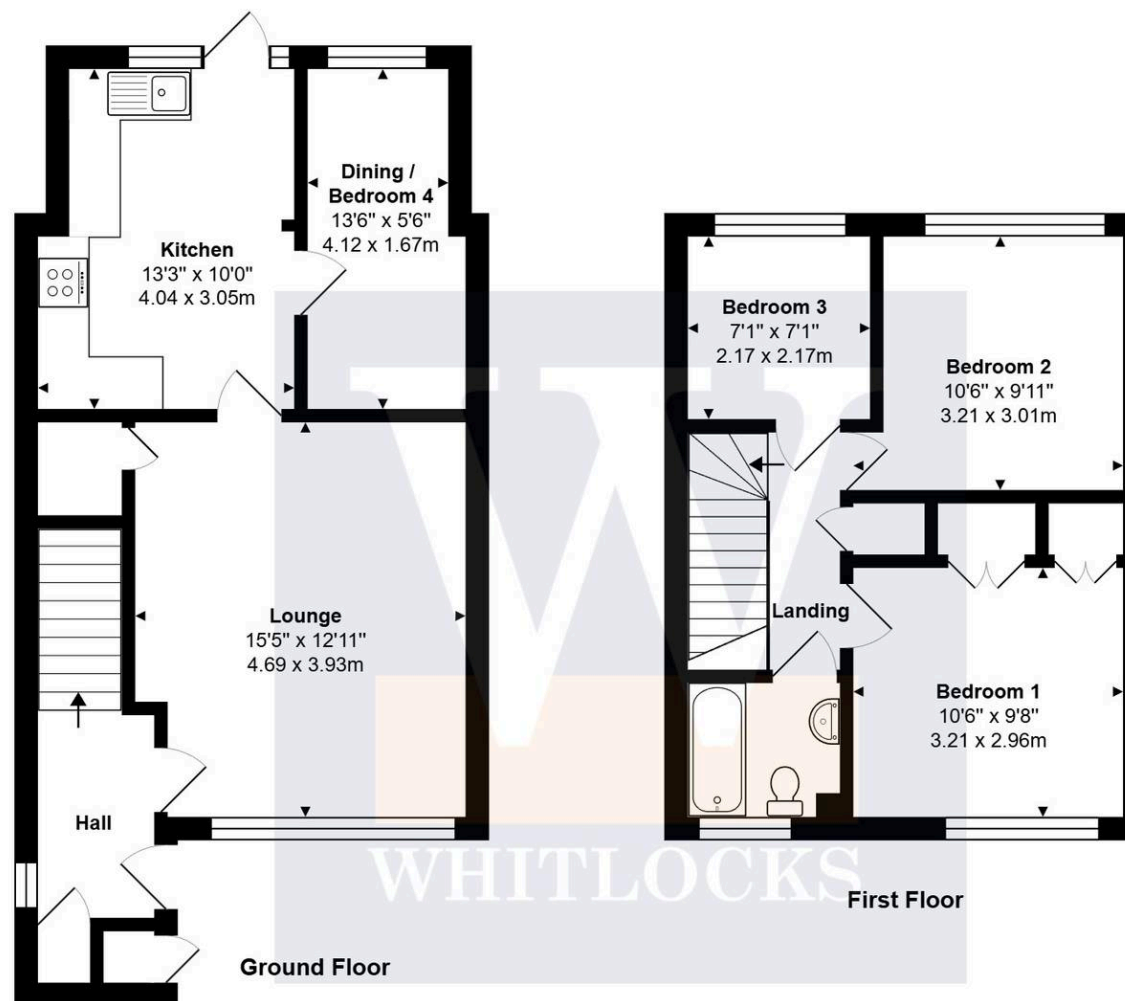 Kitchen
13'3" x 10'0"
4.04 x 3.05m
Dining /
Bedroom 4
13'6" x 5'6"
4.12 x 1.67m
Lounge
15'5" x 12'11"
4.69 x 3.93m
Hall
Ground Floor
Bedroom 3
7'1" x 7'1"
2.17 x 2.17m
Bedroom 2
10'6" x 9'11"
3.21 x 3.01m
Landing
Bedroom 1
10'6" x 9'8"
3.21 x 2.96m
First Floor
W
WHITLOCKS